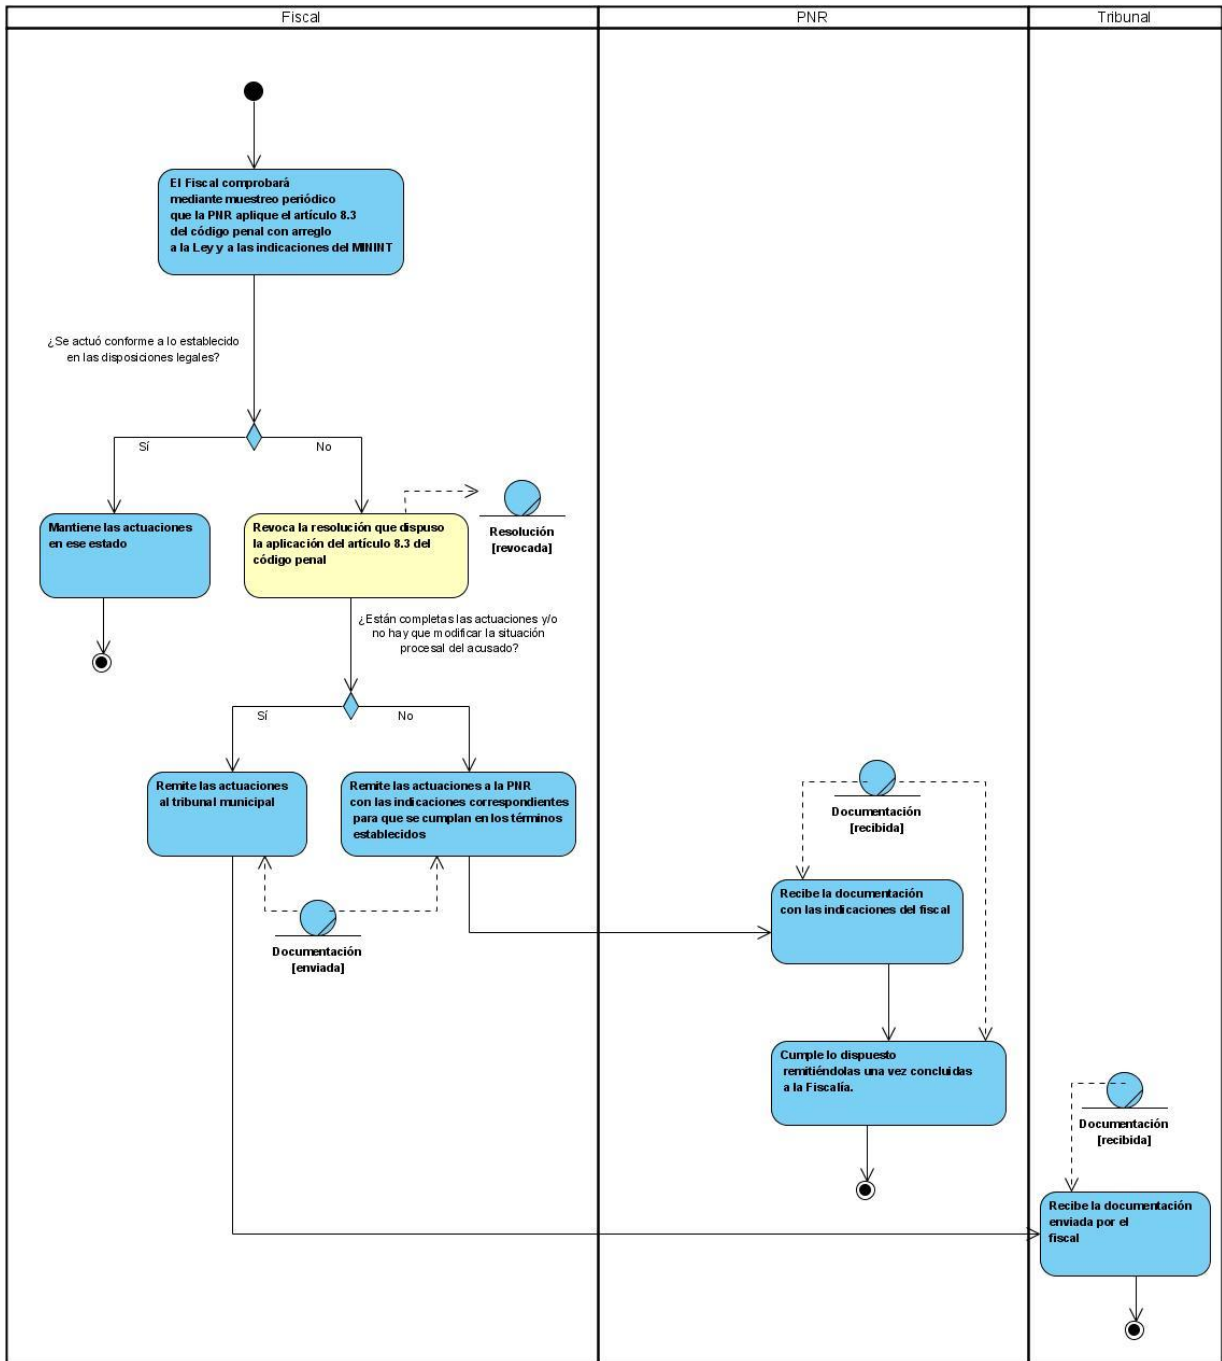 Fiscal
PNR
Tribunal
El Fiscal comprobará
mediante muestreo periódico
que la PNR aplique el artículo 8.3
del código penal con arreglo
a la Ley y a las indicaciones del MININT
¿Se actuó conforme a lo establecido
en las disposiciones legales?
Sí
No
Mantiene las actuaciones
en ese estado
Revoca la resolución que dispuso
la aplicación del artículo 8.3 del
código penal
Resolución
[revocada]
¿Están completas las actuaciones y/o
no hay que modificar la situación
procesal del acusado?
Sí
No
Remite las actuaciones
al tribunal municipal
Remite las actuaciones a la PNR
con las indicaciones correspondientes
para que se cumplan en los términos
establecidos
Documentación
[enviada]
Documentación
[recibida]
Recibe la documentación
con las indicaciones del fiscal
Cumple lo dispuesto
remitiéndolas una vez concluidas
a la Fiscalía.
Documentación
[recibida]
Recibe la documentación
enviada por el
fiscal